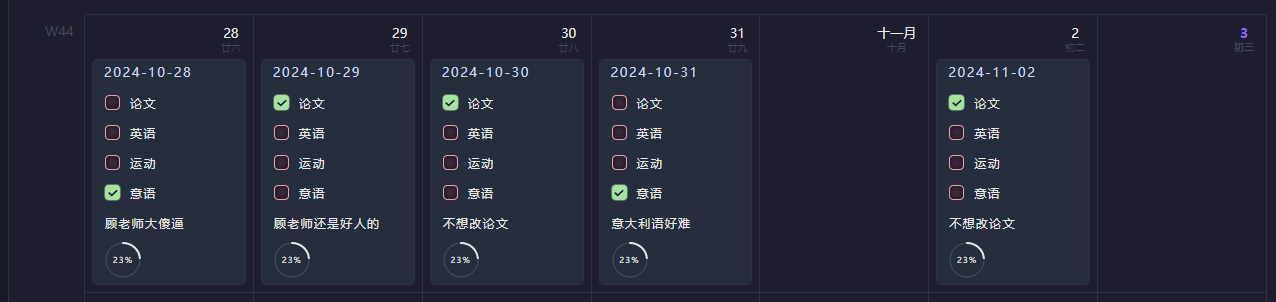 W44
28
廿六
29
廿七
30
廿八
31
廿九
十一月
十月
2
初二
3
初三
2024-10-28
论文
英语
运动
意语
顾老师大傻逼
23%
2024-10-29
论文
英语
运动
意语
顾老师还是好人的
23%
2024-10-30
论文
英语
运动
意语
不想改论文
23%
2024-10-31
论文
英语
运动
意语
意大利语好难
23%
2024-11-02
论文
英语
运动
意语
不想改论文
23%